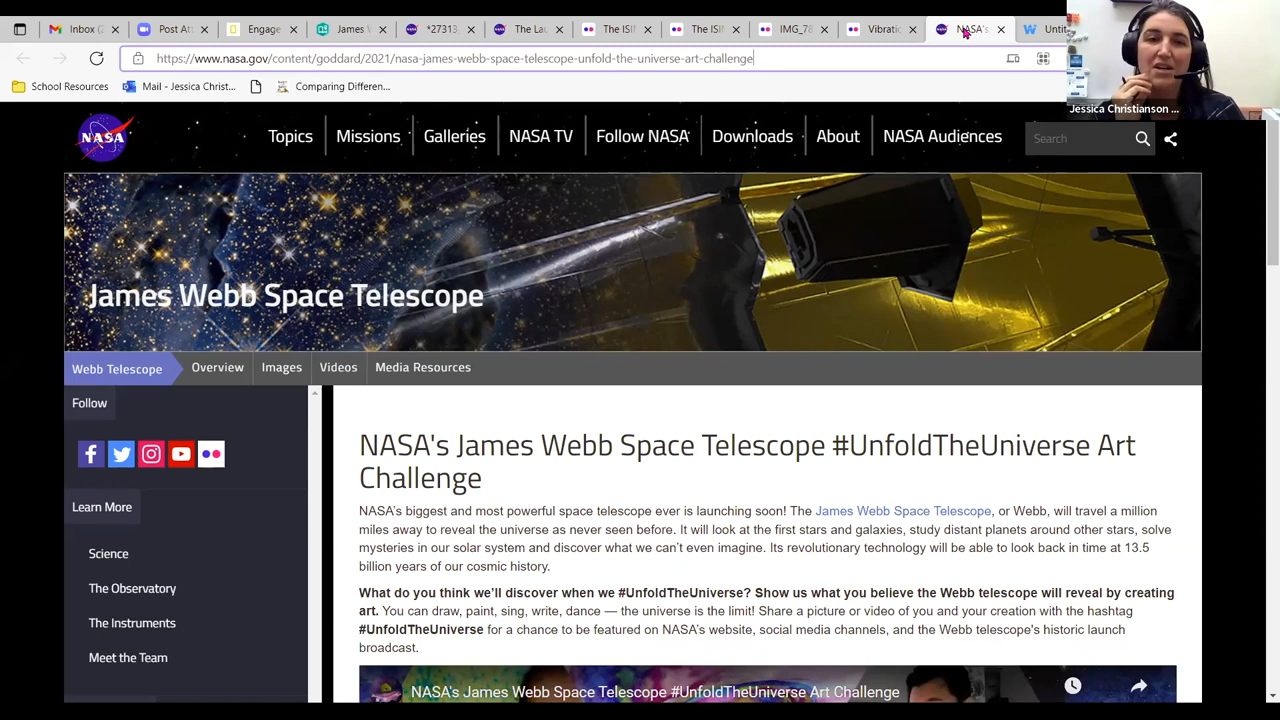 Inbox (
Post Att
Engage
James
*27313.
The Lau
The ISIM
The ISIM
IMG_78
Vibratic
NASA's
Unti
https://www.nasa.gov/content/goddard/2021/nasa-james-webb-space-telescope-unfold-the-universe-art-challenge
School Resources
Mail - Jessica Christ...
Comparing Differen...
Jessica Christianson ...
NASA
Topics
Missions
Galleries
NASA TV
Follow NASA
Downloads
About
NASA Audiences
Search
James Webb Space Telescope
Webb Telescope
Overview
Images
Videos
Media Resources
Follow
Learn More
Science
The Observatory
The Instruments
Meet the Team
NASA's James Webb Space Telescope #UnfoldTheUniverse Art
Challenge
NASA's biggest and most powerful space telescope ever is launching soon! The James Webb Space Telescope, or Webb, will travel a million
miles away to reveal the universe as never seen before. It will look at the first stars and galaxies, study distant planets around other stars, solve
mysteries in our solar system and discover what we can't even imagine. Its revolutionary technology will be able to look back in time at 13.5
billion years of our cosmic history.
What do you think we'll discover when we #UnfoldTheUniverse? Show us what you believe the Webb telescope will reveal by creating
art. You can draw, paint, sing, write, dance — the universe is the limit! Share a picture or video of you and your creation with the hashtag
#UnfoldTheUniverse for a chance to be featured on NASA's website, social media channels, and the Webb telescope's historic launch
broadcast.
NASA's James Webb Space Telescope #UnfoldTheUniverse Art Challenge